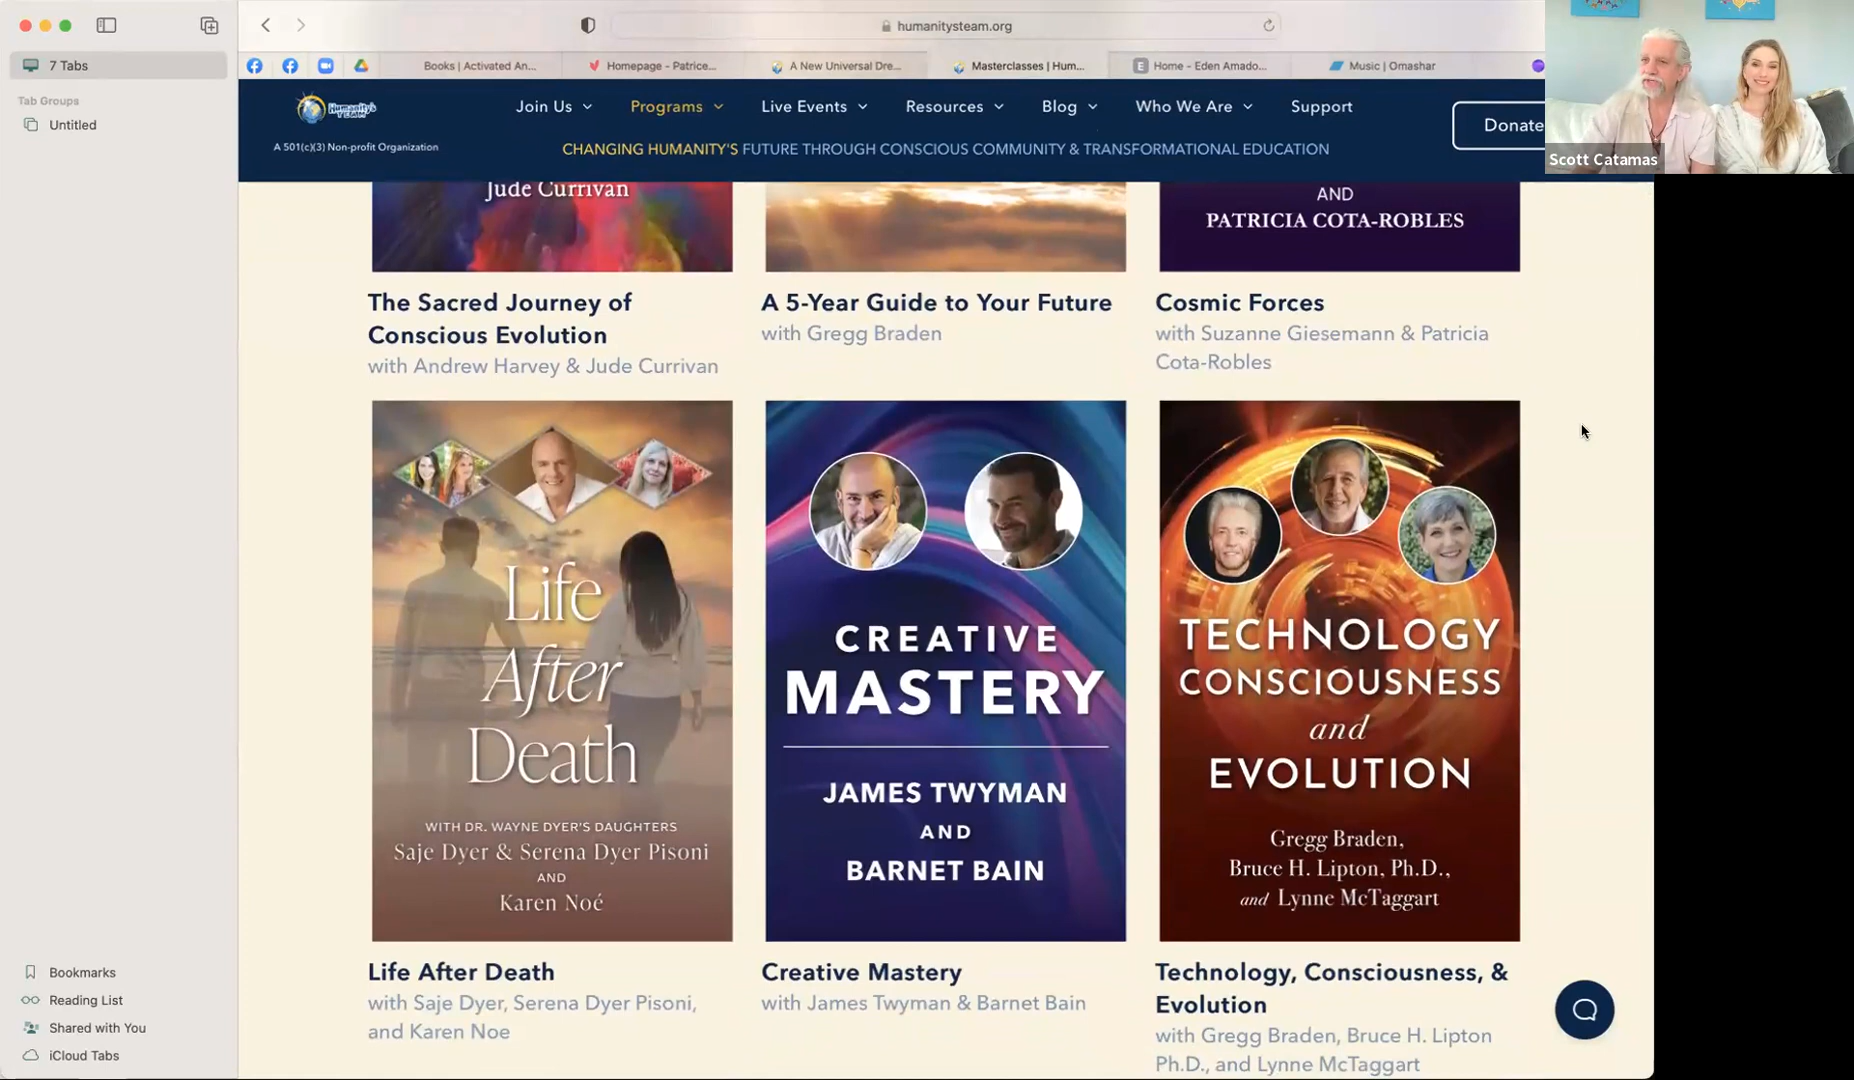 humanitysteam.org
7 Tabs
Books | Activated An...
Homepage - Patrice...
A New Universal Dre...
Masterclasses | Hum...
E
Home - Eden Amado...
Music | Omashar
Tab Groups
Untitled
Humanity's
TEAM
Join Us
Programs
Live Events
Resources
Blog
Who We Are
Support
Donate
A 501(c)(3) Non-profit Organization
CHANGING HUMANITY'S FUTURE THROUGH CONSCIOUS COMMUNITY & TRANSFORMATIONAL EDUCATION
Scott Catamas
Jude Currivan
AND
PATRICIA COTA-ROBLES
The Sacred Journey of
Conscious Evolution
with Andrew Harvey & Jude Currivan
A 5-Year Guide to Your Future
with Gregg Braden
Cosmic Forces
with Suzanne Giesemann & Patricia
Cota-Robles
Life
After
Death
WITH DR. WAYNE DYER'S DAUGHTERS
Saje Dyer & Serena Dyer Pisoni
AND
Karen Noé
CREATIVE
MASTERY
JAMES TWYMAN
AND
BARNET BAIN
TECHNOLOGY
CONSCIOUSNESS
and
EVOLUTION
Gregg Braden,
Bruce H. Lipton, Ph.D.,
and Lynne McTaggart
Life After Death
with Saje Dyer, Serena Dyer Pisoni,
and Karen Noe
Creative Mastery
with James Twyman & Barnet Bain
Technology, Consciousness, &
Evolution
with Gregg Braden, Bruce H. Lipton
Ph.D., and Lynne McTaggart
Bookmarks
Reading List
Shared with You
iCloud Tabs